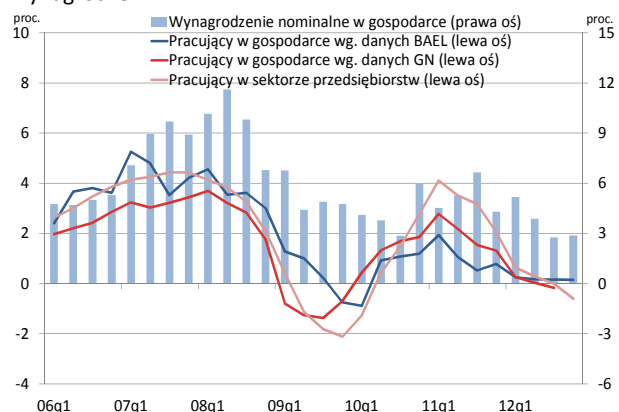 proc.
proc.
Wynagrodzenie nominalne w gospodarce (prawa oś)
Pracujący w gospodarce wg. danych BAEL (lewa oś)
Pracujący w gospodarce wg. danych GN (lewa oś)
Pracujący w sektorze przedsiębiorstw (lewa oś)
10
8
6
4
2
0
-2
-4
15
12
9
6
3
0
-3
-6
06q1
07q1
08q1
09q1
10q1
11q1
12q1